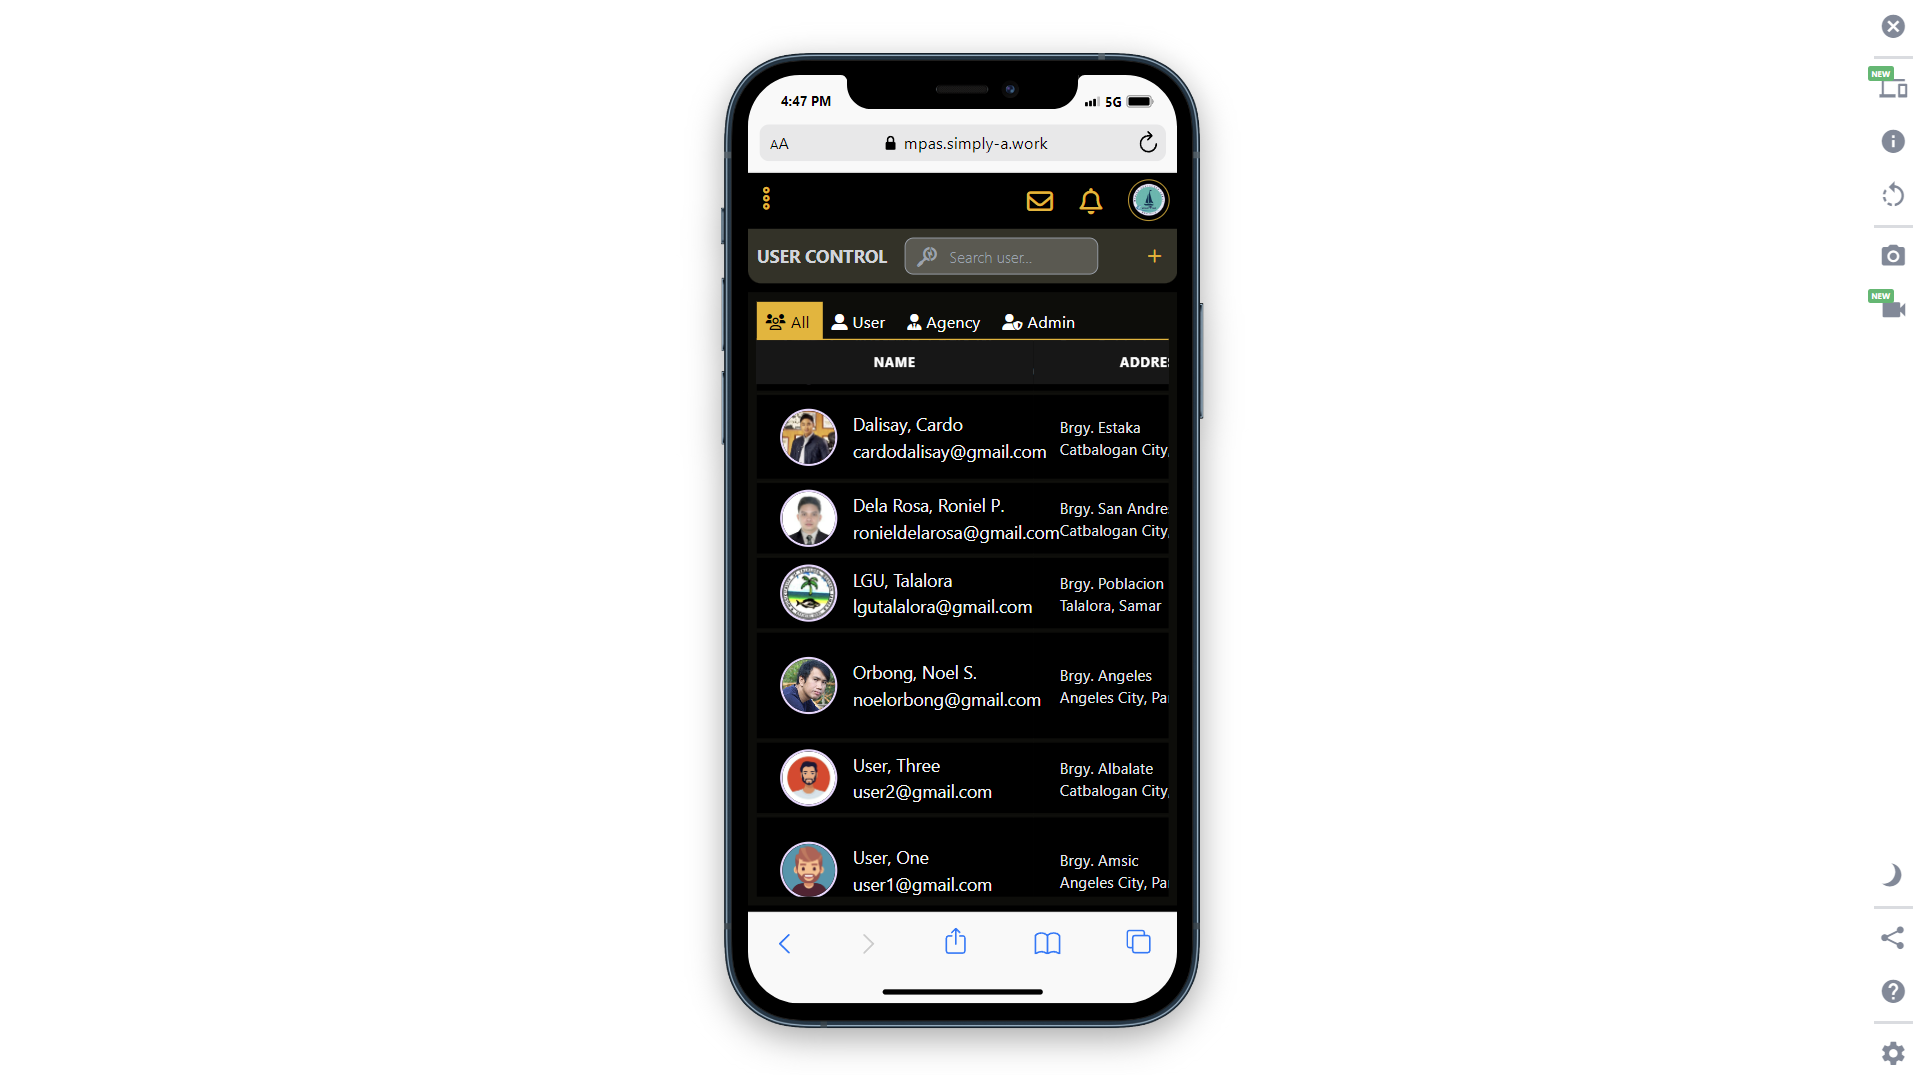 4:47 PM
5G
NEW
AA
mpas.simply-a.work
USER CONTROL
Search user...
+
NEW
All
User
Agency
Admin
NAME
ADDRE
Dalisay, Cardo
cardodalisay@gmail.com
Brgy. Estaka
Catbalogan City,
Dela Rosa, Roniel P.
ronieldelarosa@gmail.com
Brgy. San Andre
Catbalogan City,
LGU, Talalora
lgutalalora@gmail.com
Brgy. Poblacion
Talalora, Samar
Orbong, Noel S.
noelorbong@gmail.com
Brgy. Angeles
Angeles City, Pa
User, Three
user2@gmail.com
Brgy. Albalate
Catbalogan City,
User, One
user1@gmail.com
Brgy. Amsic
Angeles City, Pa